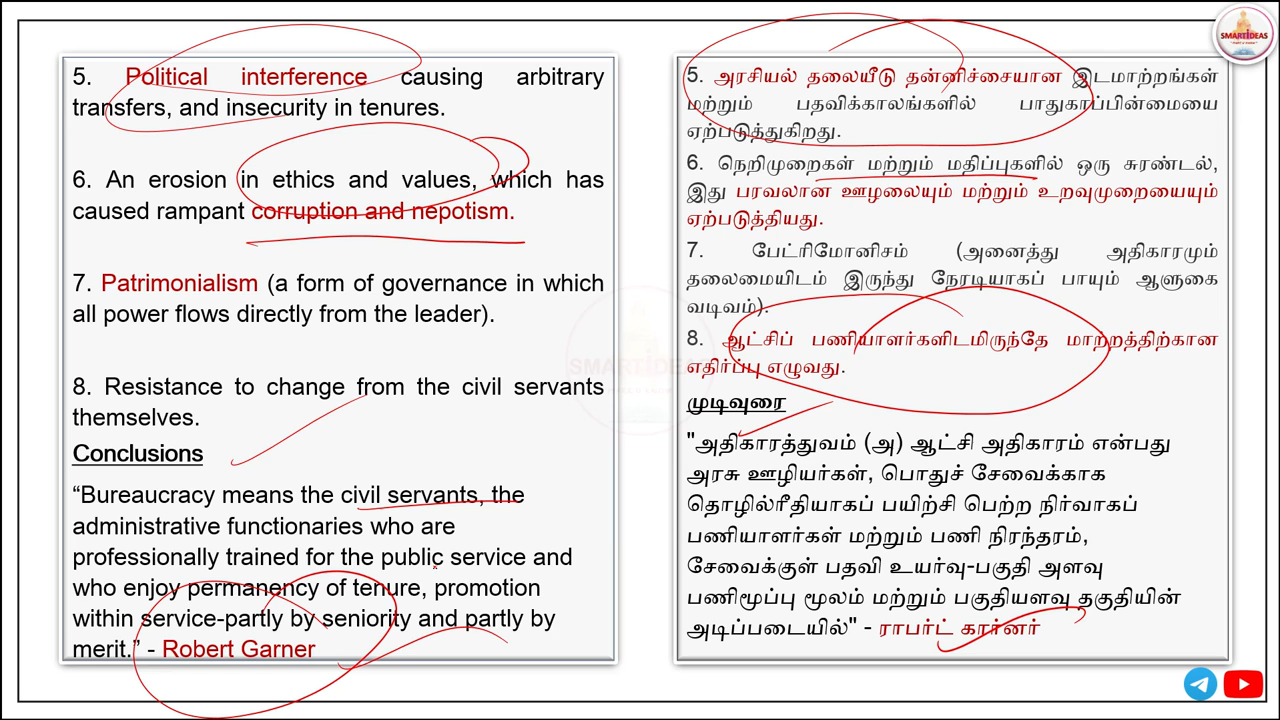 SMARTIDEAS
5. Political interference causing arbitrary
transfers, and insecurity in tenures.
6. An erosion in ethics and values, which has
caused rampant corruption and nepotism.
7. Patrimonialism (a form of governance in which
all power flows directly from the leader).
8. Resistance to change from the civil servants
themselves.
Conclusions
“Bureaucracy means the civil servants, the
administrative functionaries who are
professionally trained for the public service and
who enjoy permanency of tenure, promotion
within service-partly by seniority and partly by
merit.” - Robert Garner
5. அரசியல் தலையீடு தன்னிச்சையான இடமாற்றங்கள்
மற்றும் பதவிக்காலங்களில் பாதுகாப்பின்மையை
ஏற்படுத்துகிறது.
6. நெறிமுறைகள் மற்றும் மதிப்புகளில் ஒரு சுரண்டல்,
இது பரவலான ஊழலையும் மற்றும் உறவுமுறையையும்
ஏற்படுத்தியது.
7. பேட்ரிமோனிசம் (அனைத்து அதிகாரமும்
தலைமையிடம் இருந்து நேரடியாகப் பாயும் ஆளுகை
வடிவம்).
8. ஆட்சிப் பணியாளர்களிடமிருந்தே மாற்றத்திற்கான
எதிர்ப்பு எழுவது.
முடிவுரை
"அதிகாரத்துவம் (அ) ஆட்சி அதிகாரம் என்பது
அரசு ஊழியர்கள், பொதுச் சேவைக்காக
தொழில்ரீதியாகப் பயிற்சி பெற்ற நிர்வாகப்
பணியாளர்கள் மற்றும் பணி நிரந்தரம்,
சேவைக்குள் பதவி உயர்வு-பகுதி அளவு
பணிமூப்பு மூலம் மற்றும் பகுதியளவு தகுதியின்
அடிப்படையில்" - ராபர்ட் கார்னர்
SMARTIDEAS